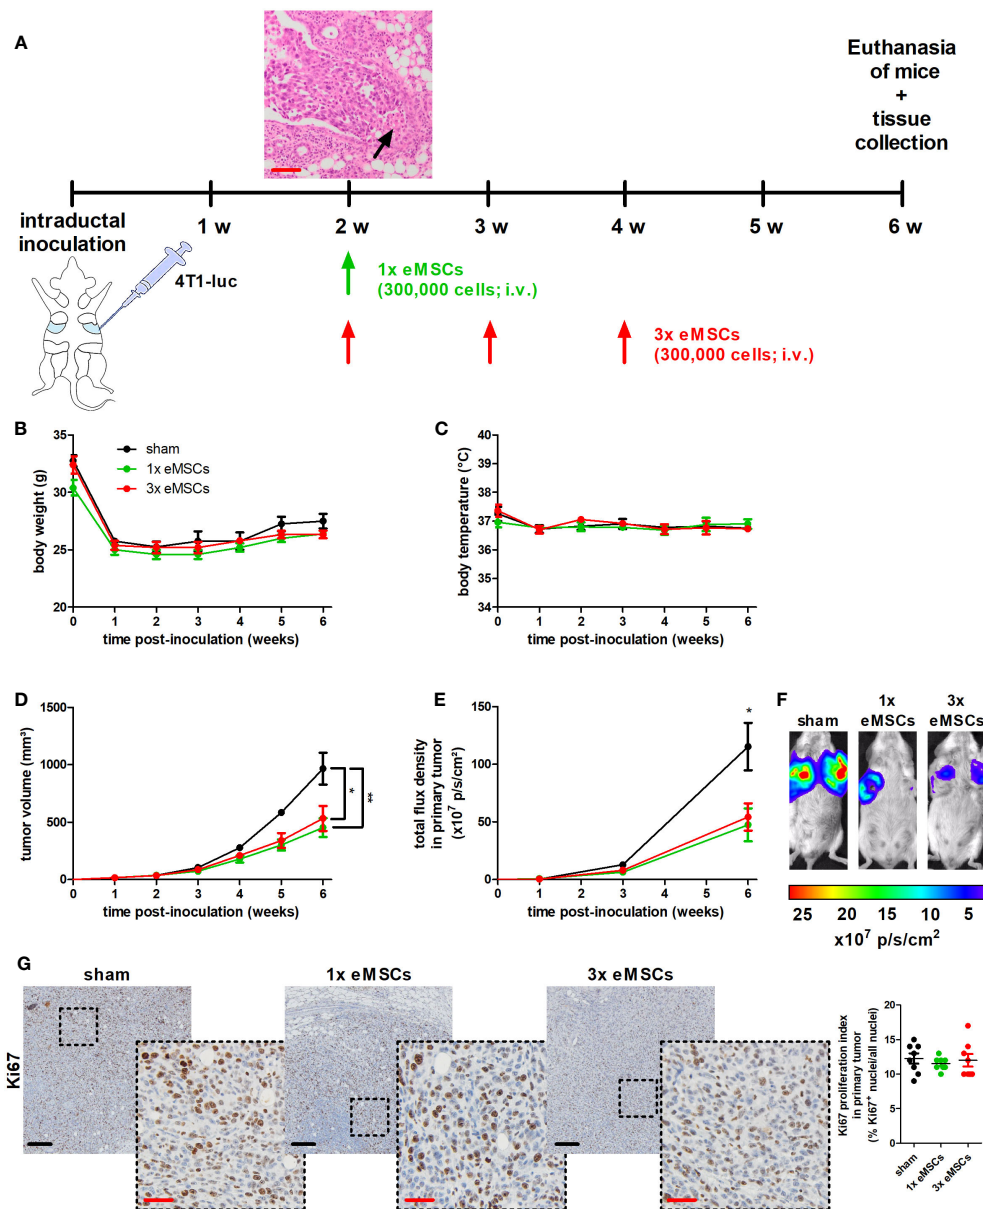 A
Euthanasia
of mice
+
tissue
collection
intraductal
inoculation
1 w
2 w
3 w
4 w
5 w
6 w
4T1-luc
1x eMSCs
(300,000 cells; i.v.)
3x eMSCs
(300,000 cells; i.v.)
B
body weight (g)
35
30
25
20
sham
1x eMSCs
3x eMSCs
0 1 2 3 4 5 6
time post-inoculation (weeks)
C
body temperature (°C)
40
39
38
37
36
35
34
0 1 2 3 4 5 6
time post-inoculation (weeks)
D
tumor volume (mm³)
1500
1000
500
0
*
**
0 1 2 3 4 5 6
time post-inoculation (weeks)
E
total flux density
in primary tumor
(x10⁷ p/s/cm²)
150
100
50
0
*
0 1 2 3 4 5 6
time post-inoculation (weeks)
F
sham
1x
eMSCs
3x
eMSCs
25 20 15 10 5
x10⁷ p/s/cm²
G
sham
1x eMSCs
3x eMSCs
Ki67
Ki67 proliferation index
in primary tumor
(% Ki67⁺ nuclei/all nuclei)
20
15
10
5
0
sham
1x eMSCs
3x eMSCs